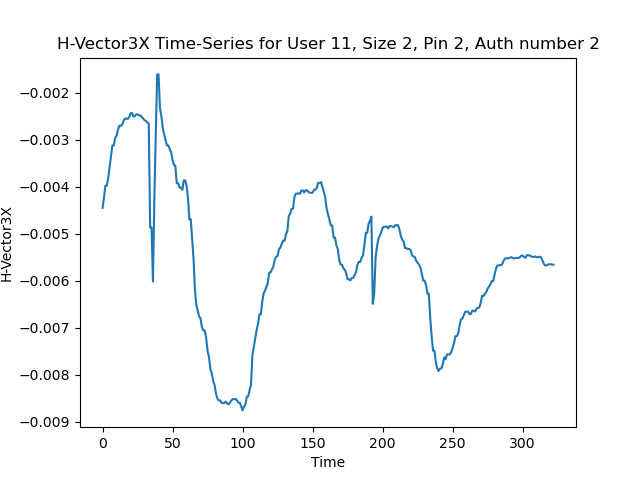 H-Vector3X Time-Series for User 11, Size 2, Pin 2, Auth number 2
H-Vector3X
−0.002
−0.003
−0.004
−0.005
−0.006
−0.007
−0.008
−0.009
0 50 100 150 200 250 300
Time